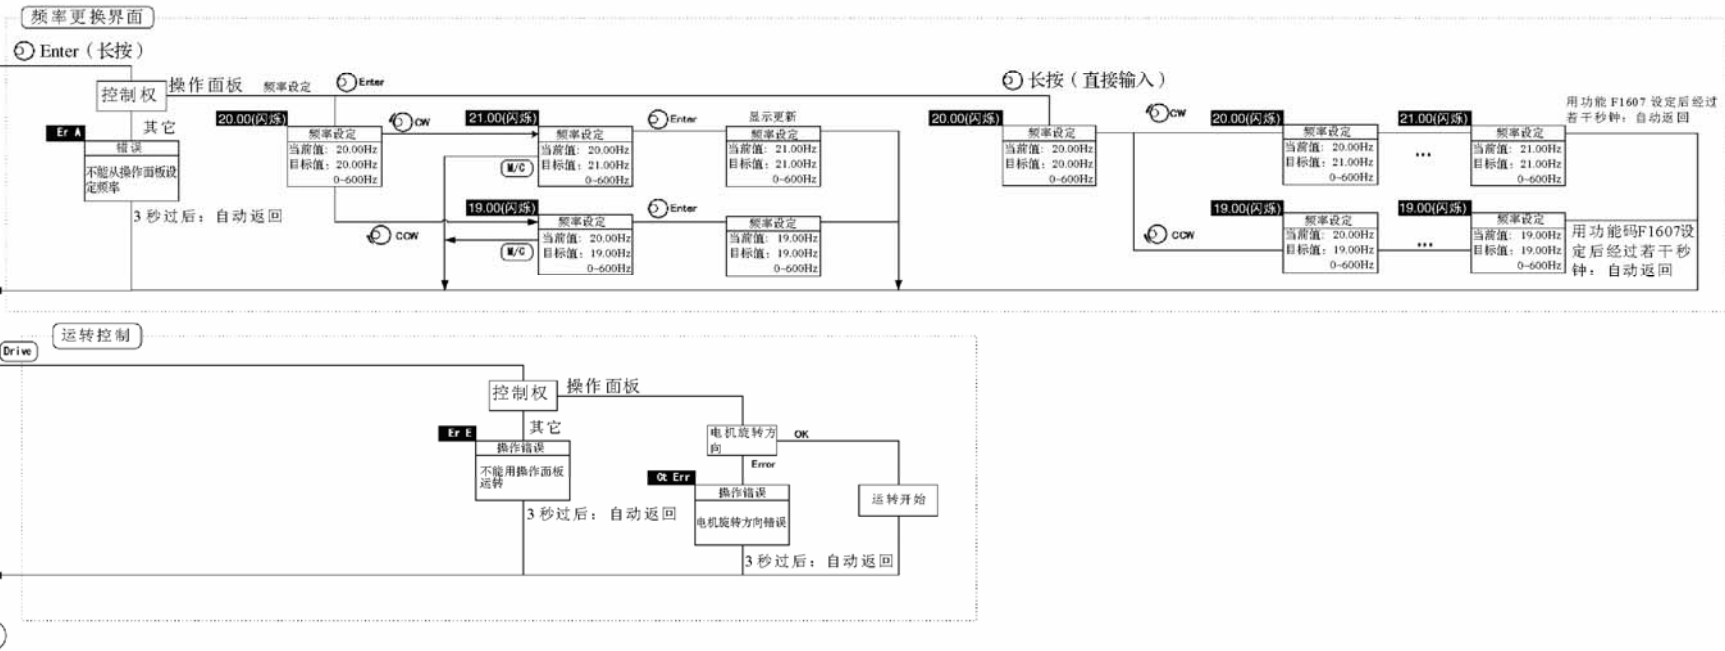 频率更换界面
Enter（长按）
控制权
操作面板
频率设定
Enter
其它
Er A
错误
不能从操作面板设
定频率
3秒过后：自动返回
20.00(闪烁)
频率设定
当前值: 20.00Hz
目标值: 20.00Hz
0~600Hz
CW
21.00(闪烁)
频率设定
当前值: 20.00Hz
目标值: 21.00Hz
0~600Hz
M/C
Enter
显示更新
频率设定
当前值: 21.00Hz
目标值: 21.00Hz
0~600Hz
CCW
19.00(闪烁)
频率设定
当前值: 20.00Hz
目标值: 19.00Hz
0~600Hz
M/C
Enter
频率设定
当前值: 19.00Hz
目标值: 19.00Hz
0~600Hz
长按（直接输入）
20.00(闪烁)
频率设定
当前值: 20.00Hz
目标值: 20.00Hz
0~600Hz
CW
20.00(闪烁)
频率设定
当前值: 20.00Hz
目标值: 21.00Hz
0~600Hz
...
21.00(闪烁)
频率设定
当前值: 21.00Hz
目标值: 21.00Hz
0~600Hz
用功能 F1607 设定后经过
若干秒钟：自动返回
CCW
19.00(闪烁)
频率设定
当前值: 20.00Hz
目标值: 19.00Hz
0~600Hz
...
19.00(闪烁)
频率设定
当前值: 19.00Hz
目标值: 19.00Hz
0~600Hz
用功能码F1607设
定后经过若干秒
钟：自动返回
运转控制
Drive
控制权
操作面板
其它
Er E
操作错误
不能用操作面板
运转
3秒过后：自动返回
电机旋转方
向
OK
Error
Ot Err
操作错误
电机旋转方向错误
3秒过后：自动返回
运转开始